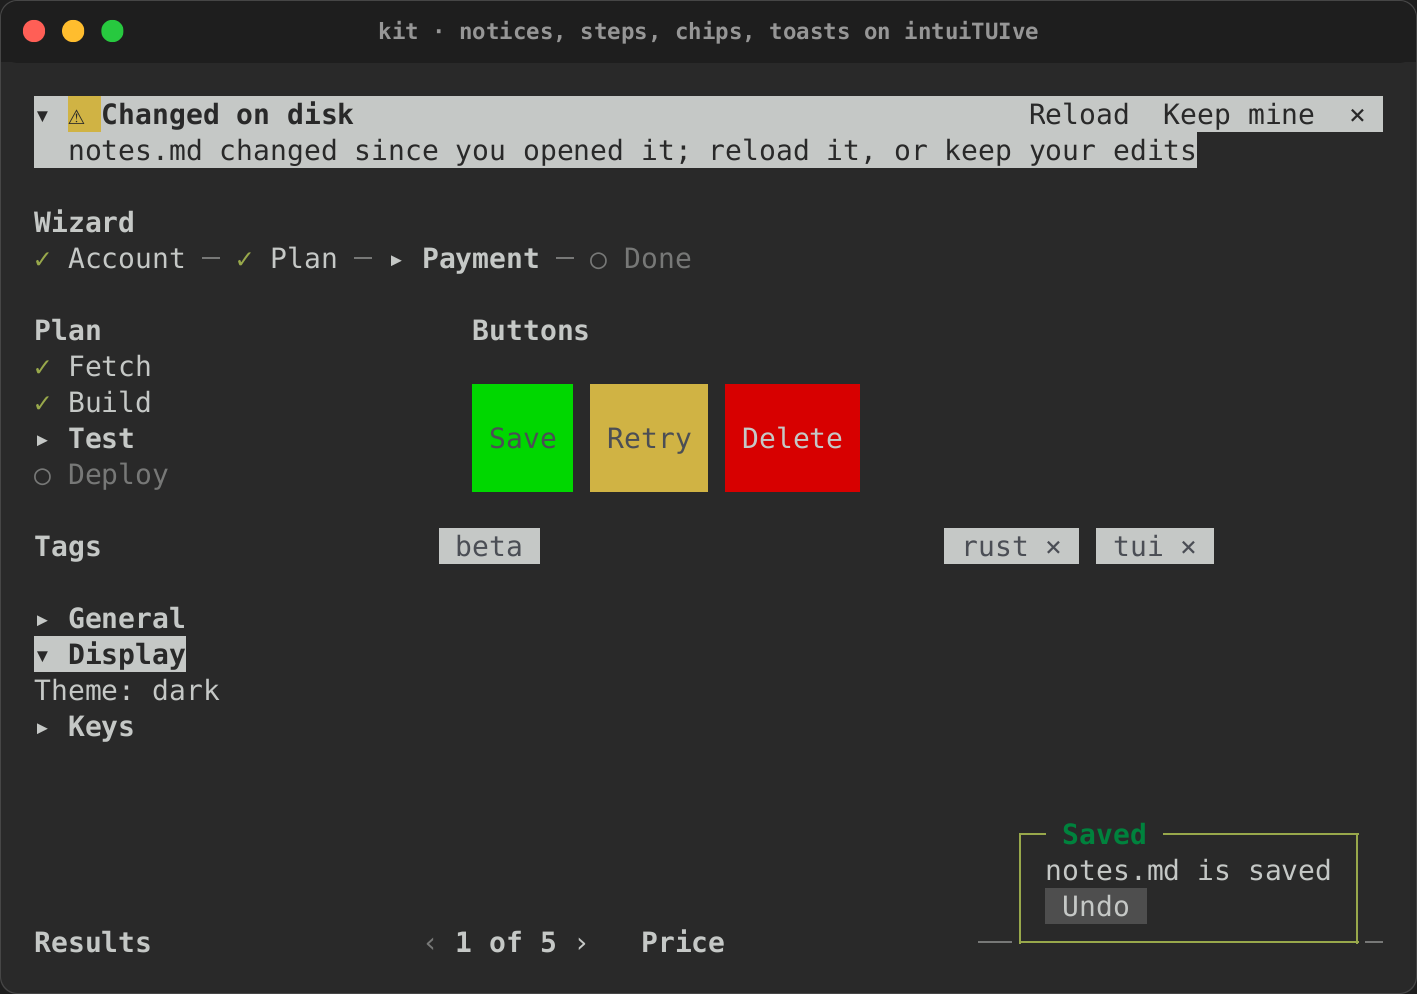 kit · notices, steps, chips, toasts on intuiTUIve
▾ ⚠ Changed on disk Reload Keep mine ×
notes.md changed since you opened it; reload it, or keep your edits
Wizard
✓ Account — ✓ Plan — ▸ Payment — ○ Done
Plan Buttons
✓ Fetch
✓ Build
▸ Test
○ Deploy
Save Retry Delete
Tags beta rust × tui ×
▸ General
▾ Display
Theme: dark
▸ Keys
Saved
notes.md is saved
Undo
Results ‹ 1 of 5 › Price